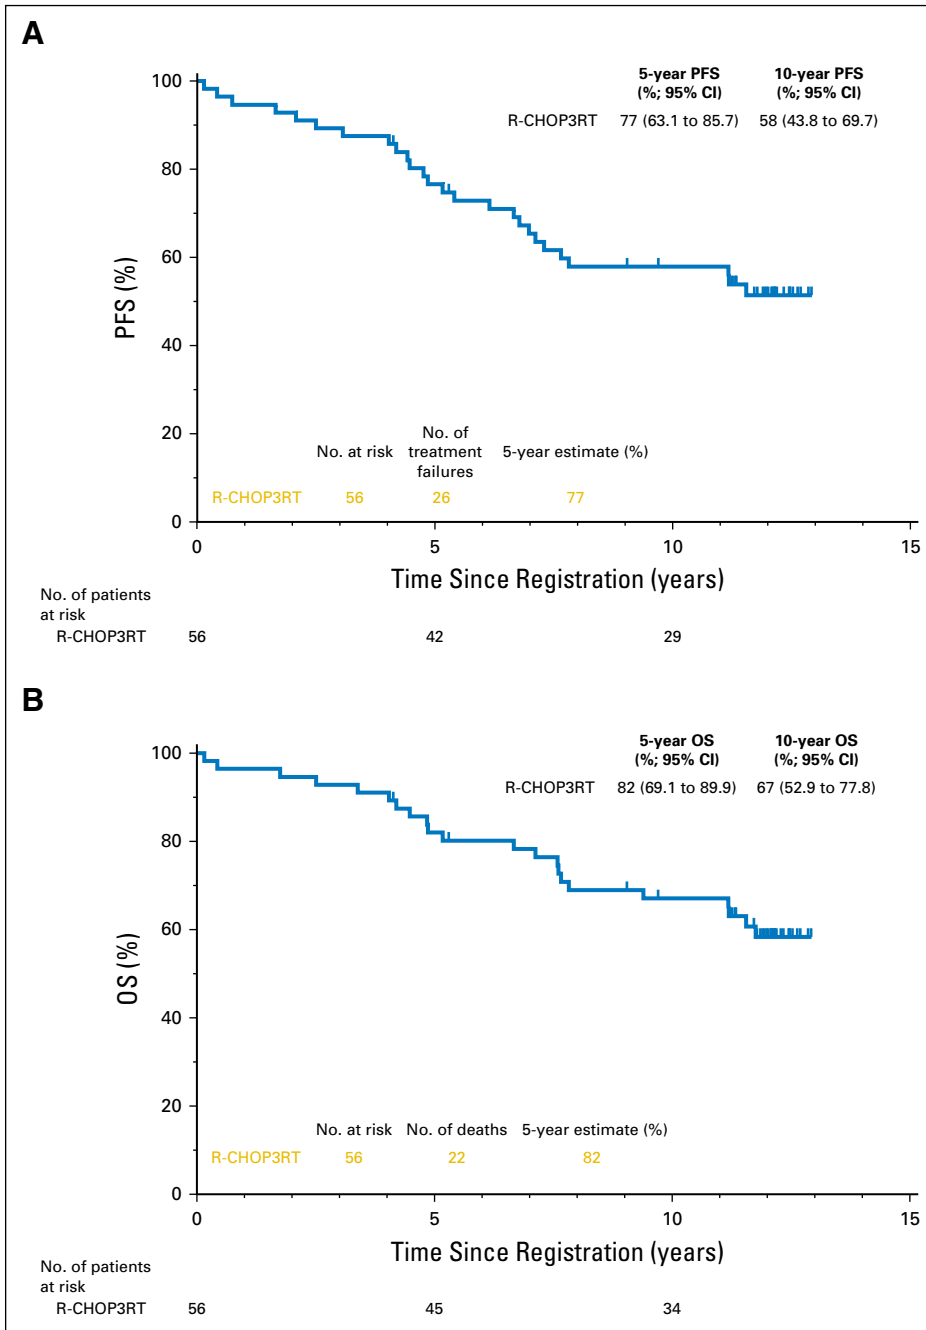 A
5-year PFS 10-year PFS
(%; 95% CI) (%; 95% CI)
R-CHOP3RT 77 (63.1 to 85.7) 58 (43.8 to 69.7)
100
80
60
40
20
0
PFS (%)
No. of
No. at risk treatment 5-year estimate (%)
failures
R-CHOP3RT 56 26 77
0 5 10 15
Time Since Registration (years)
No. of patients
at risk
R-CHOP3RT 56 42 29
B
5-year OS 10-year OS
(%; 95% CI) (%; 95% CI)
R-CHOP3RT 82 (69.1 to 89.9) 67 (52.9 to 77.8)
100
80
60
40
20
0
OS (%)
No. at risk No. of deaths 5-year estimate (%)
R-CHOP3RT 56 22 82
0 5 10 15
Time Since Registration (years)
No. of patients
at risk
R-CHOP3RT 56 45 34